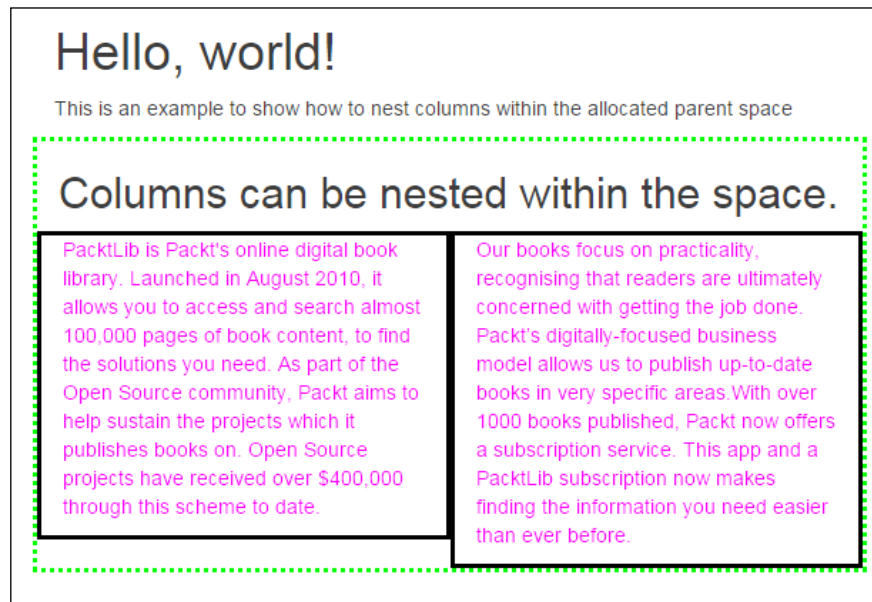 Hello, world!
This is an example to show how to nest columns within the allocated parent space
Columns can be nested within the space.
PacktLib is Packt's online digital book
library. Launched in August 2010, it
allows you to access and search almost
100,000 pages of book content, to find
the solutions you need. As part of the
Open Source community, Packt aims to
help sustain the projects which it
publishes books on. Open Source
projects have received over $400,000
through this scheme to date.
Our books focus on practicality,
recognising that readers are ultimately
concerned with getting the job done.
Packt's digitally-focused business
model allows us to publish up-to-date
books in very specific areas.With over
1000 books published, Packt now offers
a subscription service. This app and a
PacktLib subscription now makes
finding the information you need easier
than ever before.